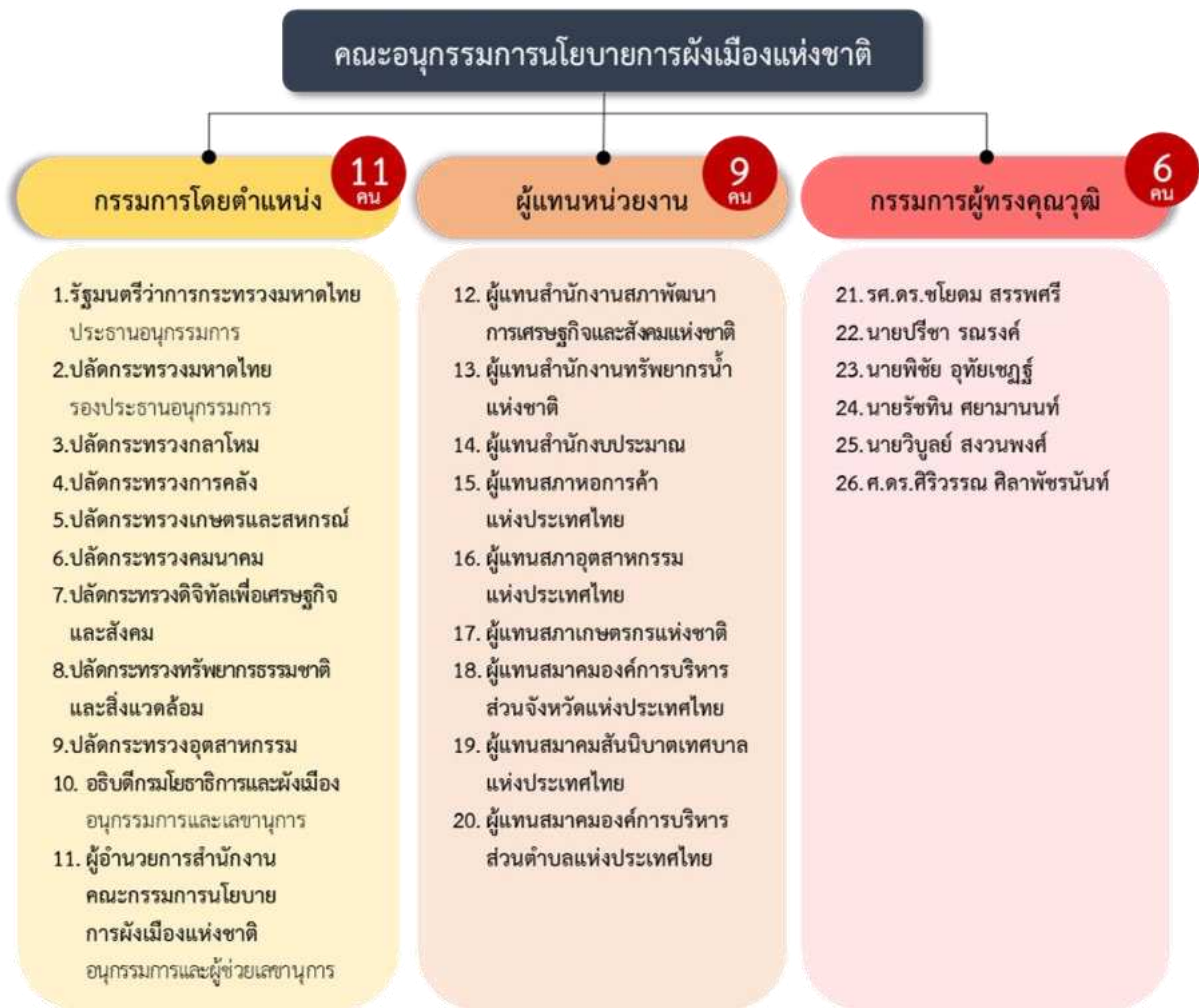 คณะอนุกรรมการนโยบายการผังเมืองแห่งชาติ
กรรมการโดยตำแหน่ง
11
คน
1.รัฐมนตรีว่าการกระทรวงมหาดไทย
ประธานอนุกรรมการ
2.ปลัดกระทรวงมหาดไทย
รองประธานอนุกรรมการ
3.ปลัดกระทรวงกลาโหม
4.ปลัดกระทรวงการคลัง
5.ปลัดกระทรวงเกษตรและสหกรณ์
6.ปลัดกระทรวงคมนาคม
7.ปลัดกระทรวงดิจิทัลเพื่อเศรษฐกิจ
และสังคม
8.ปลัดกระทรวงทรัพยากรธรรมชาติ
และสิ่งแวดล้อม
9.ปลัดกระทรวงอุตสาหกรรม
10. อธิบดีกรมโยธาธิการและผังเมือง
อนุกรรมการและเลขานุการ
11. ผู้อำนวยการสำนักงาน
คณะกรรมการนโยบาย
การผังเมืองแห่งชาติ
อนุกรรมการและผู้ช่วยเลขานุการ
ผู้แทนหน่วยงาน
9
คน
12. ผู้แทนสำนักงานสภาพัฒนา
การเศรษฐกิจและสังคมแห่งชาติ
13. ผู้แทนสำนักงานทรัพยากรน้ำ
แห่งชาติ
14. ผู้แทนสำนักงบประมาณ
15. ผู้แทนสภาหอการค้า
แห่งประเทศไทย
16. ผู้แทนสภาอุตสาหกรรม
แห่งประเทศไทย
17. ผู้แทนสภาเกษตรกรแห่งชาติ
18. ผู้แทนสมาคมองค์การบริหาร
ส่วนจังหวัดแห่งประเทศไทย
19. ผู้แทนสมาคมสันนิบาตเทศบาล
แห่งประเทศไทย
20. ผู้แทนสมาคมองค์การบริหาร
ส่วนตำบลแห่งประเทศไทย
กรรมการผู้ทรงคุณวุฒิ
6
คน
21. รศ.ดร.ชโยดม สรรพศรี
22. นายปรีชา รณรงค์
23. นายพิชัย อุทัยเชฏฐ์
24. นายรัชทิน ศยามานนท์
25. นายวิบูลย์ สงวนพงศ์
26. ศ.ดร.ศิริวรรณ ศิลาพัชรนันท์